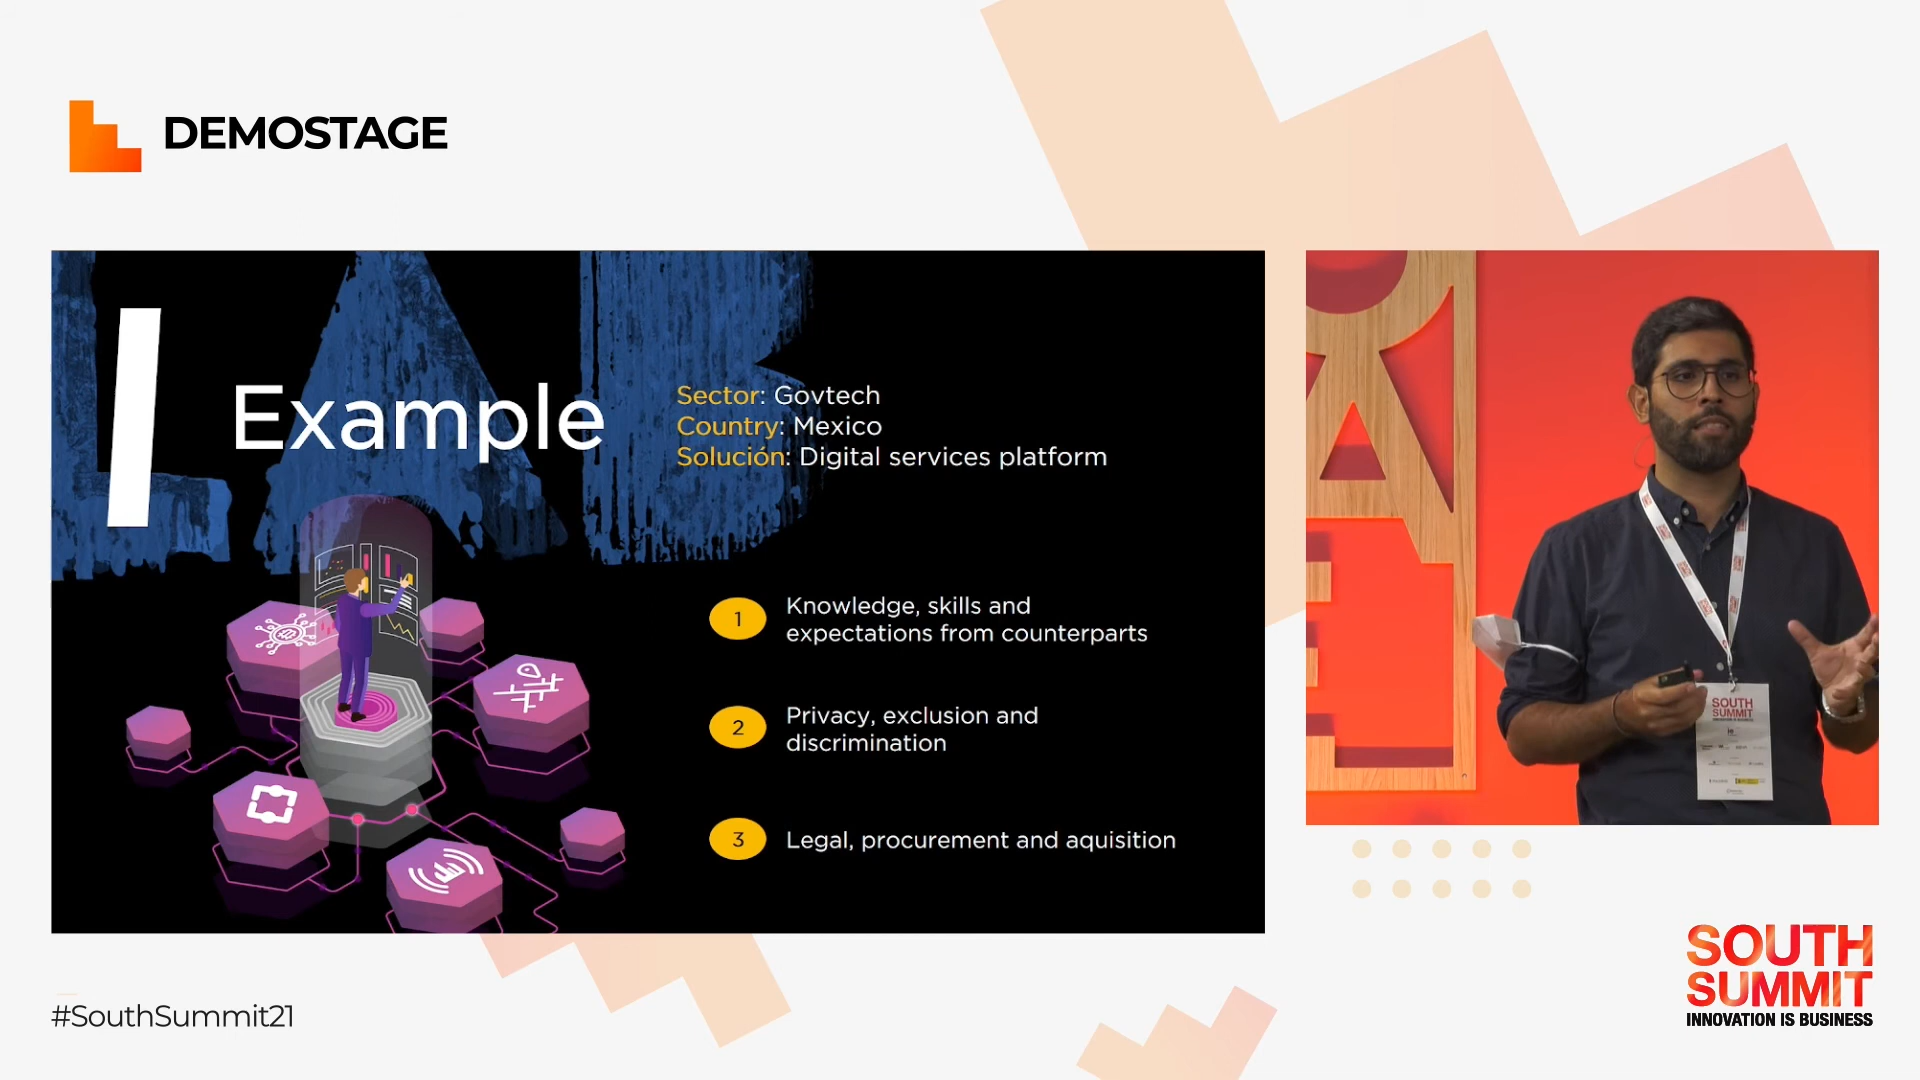 DEMOSTAGE
LAB
Example
Sector: Govtech
Country: Mexico
Solución: Digital services platform
1
Knowledge, skills and
expectations from counterparts
2
Privacy, exclusion and
discrimination
3
Legal, procurement and aquisition
SOUTH
SUMMIT
#SouthSummit21
SOUTH
SUMMIT
INNOVATION IS BUSINESS